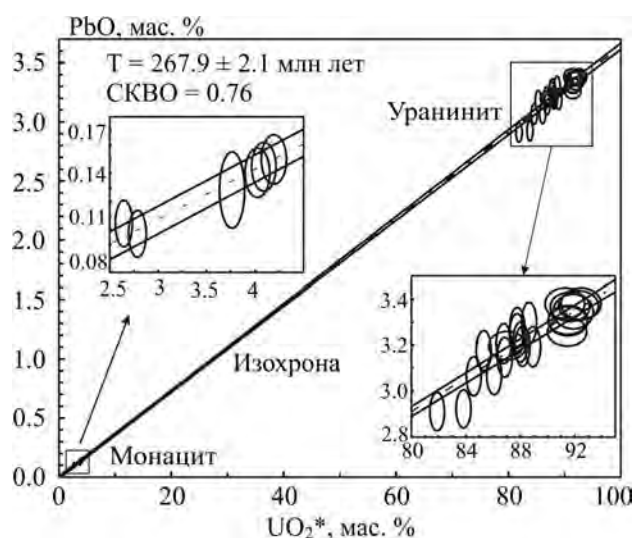 PbO, мас. %
T = 267.9 ± 2.1 млн лет
СКВО = 0.76
3.5
3.0
2.5
2.0
1.5
1.0
0.5
0.0
0.17
0.14
0.11
0.08
2.5 3 3.5 4
Уранинит
3.4
3.2
3.0
2.8
80 84 88 92
Изохрона
Монацит
0 20 40 60 80 100
UO₂*, мас. %